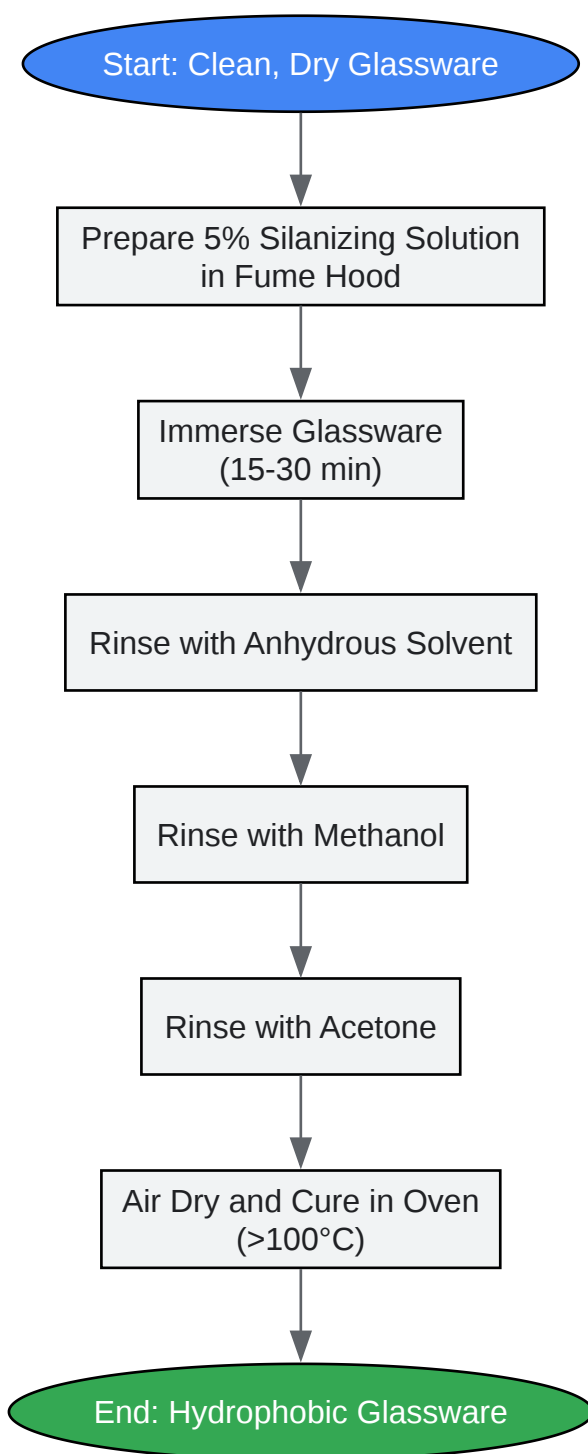 Start: Clean, Dry Glassware
Prepare 5% Silanizing Solution
in Fume Hood
Immerse Glassware
(15-30 min)
Rinse with Anhydrous Solvent
Rinse with Methanol
Rinse with Acetone
Air Dry and Cure in Oven
(>100°C)
End: Hydrophobic Glassware